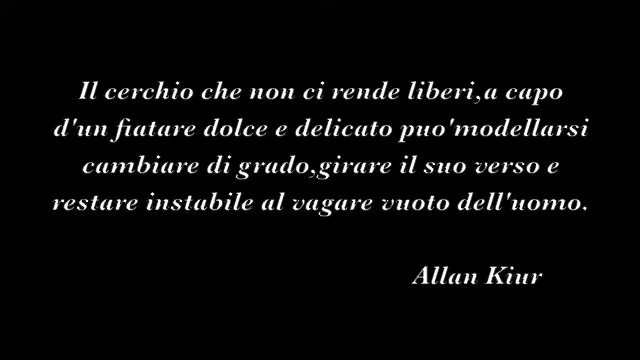 Il cerchio che non ci rende liberi,a capo
d'un fiatare dolce e delicato puo'modellarsi
cambiare di grado,girare il suo verso e
restare instabile al vagare vuoto dell'uomo.
Allan Kiur